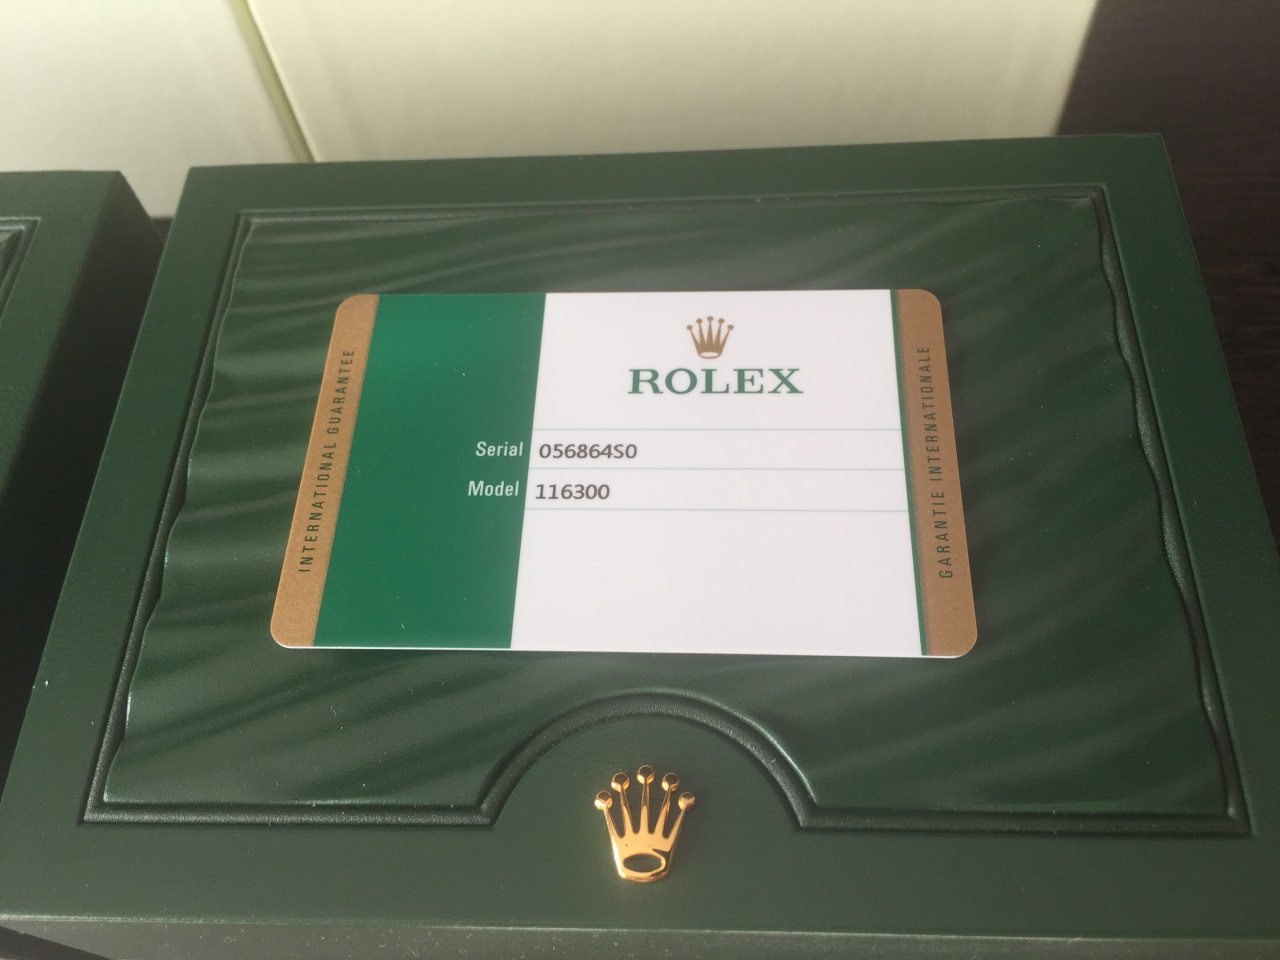 INTERNATIONAL GUARANTEE
ROLEX
Serial 056864S0
Model 116300
GARANTIE INTERNATIONALE